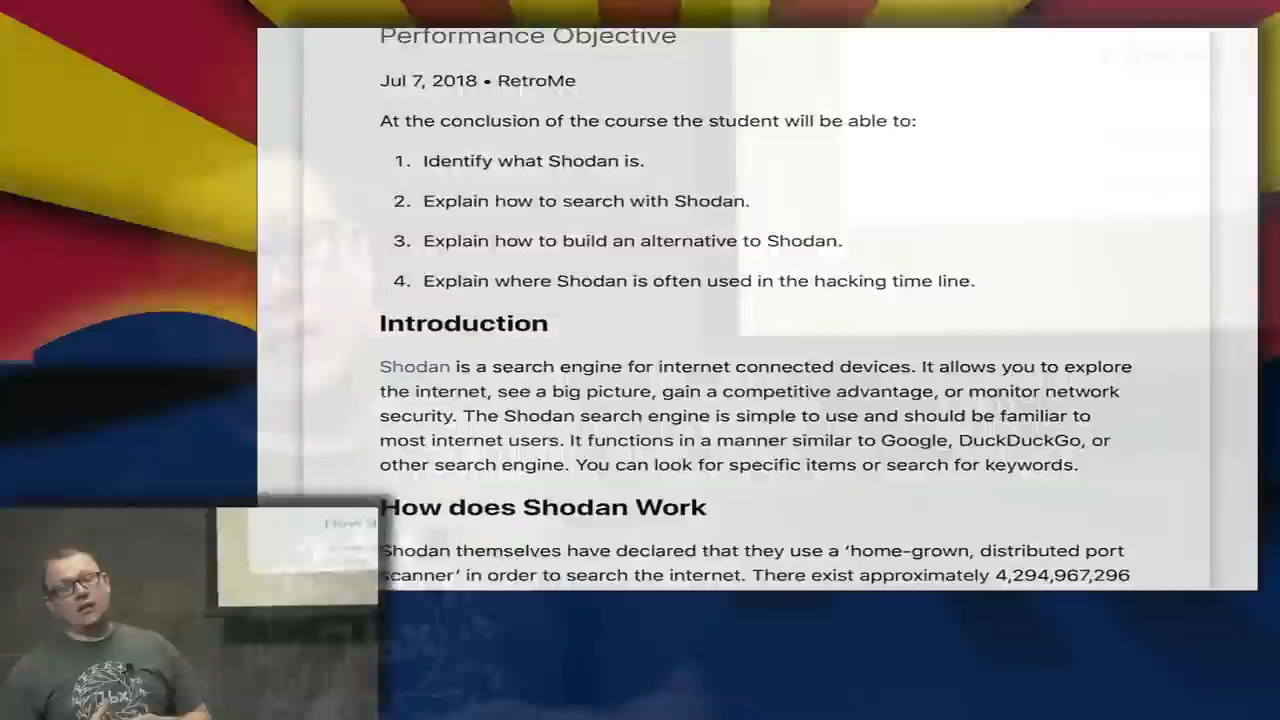 Performance Objective
Jul 7, 2018 • RetroMe
At the conclusion of the course the student will be able to:
1. Identify what Shodan is.
2. Explain how to search with Shodan.
3. Explain how to build an alternative to Shodan.
4. Explain where Shodan is often used in the hacking time line.
Introduction
Shodan is a search engine for internet connected devices. It allows you to explore
the internet, see a big picture, gain a competitive advantage, or monitor network
security. The Shodan search engine is simple to use and should be familiar to
most internet users. It functions in a manner similar to Google, DuckDuckGo, or
other search engine. You can look for specific items or search for keywords.
How does Shodan Work
Shodan themselves have declared that they use a ‘home-grown, distributed port
scanner’ in order to search the internet. There exist approximately 4,294,967,296